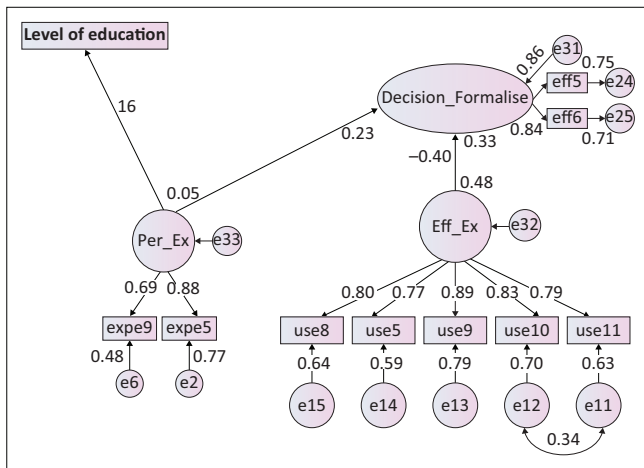 Level of education
e31
0.86
0.75
eff5
e24
Decision_Formalise
16
eff6
e25
0.84
0.71
0.23
0.33
−0.40
0.05
0.48
Per_Ex
e33
Eff_Ex
e32
0.69
0.88
0.80
0.77
0.89
0.83
0.79
expe9
expe5
use8
use5
use9
use10
use11
0.48
0.77
0.64
0.59
0.79
0.70
0.63
e6
e2
e15
e14
e13
e12
e11
0.34